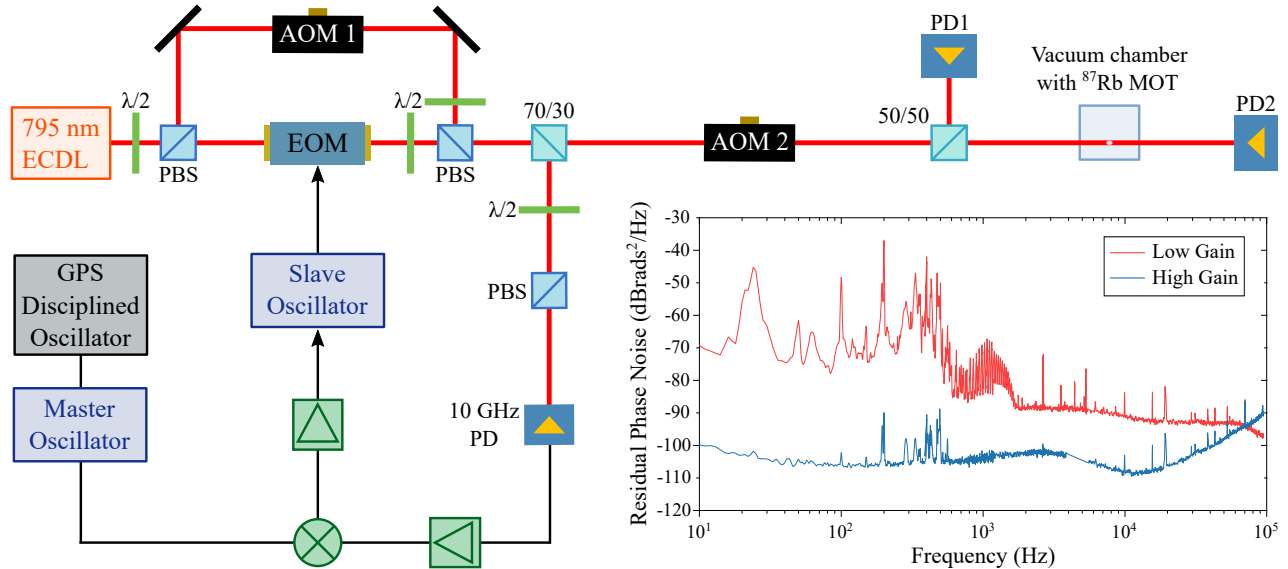 AOM 1
PD1
Vacuum chamber
with ⁸⁷Rb MOT
PD2
λ/2
λ/2
70/30
50/50
795 nm
ECDL
EOM
AOM 2
PBS
PBS
λ/2
GPS
Disciplined
Oscillator
Slave
Oscillator
PBS
Master
Oscillator
10 GHz
PD
Residual Phase Noise (dBrads²/Hz)
-30
-40
-50
-60
-70
-80
-90
-100
-110
-120
Low Gain
High Gain
10¹
10²
10³
10⁴
10⁵
Frequency (Hz)